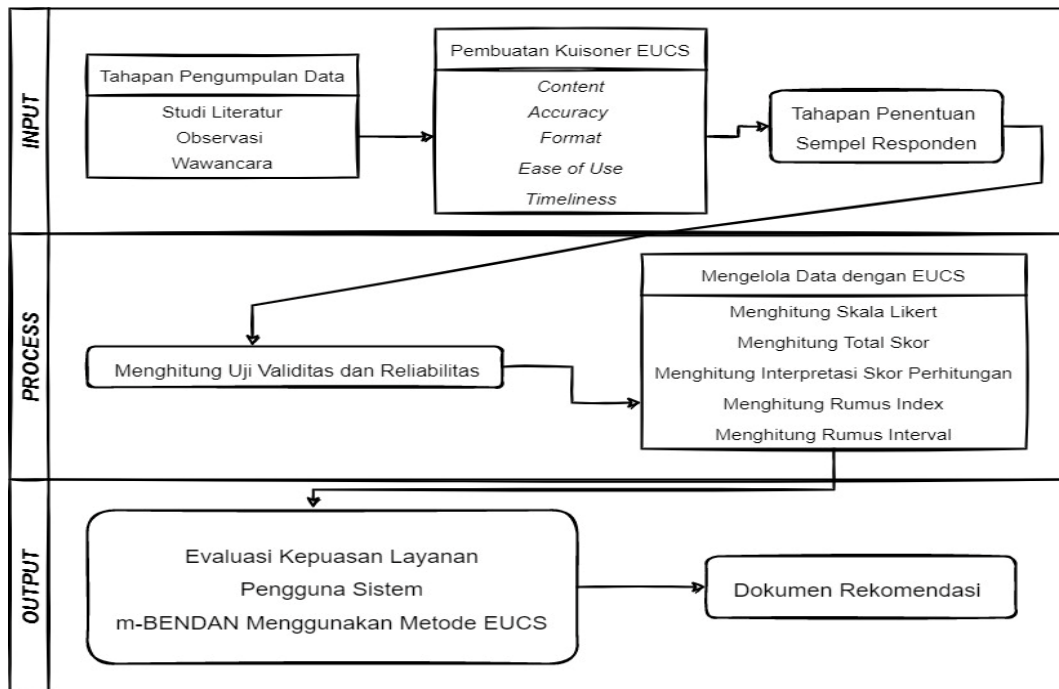 INPUT
Tahapan Pengumpulan Data
Studi Literatur
Observasi
Wawancara
Pembuatan Kuisoner EUCS
Content
Accuracy
Format
Ease of Use
Timeliness
Tahapan Penentuan
Sempel Responden
PROCESS
Menghitung Uji Validitas dan Reliabilitas
Mengelola Data dengan EUCS
Menghitung Skala Likert
Menghitung Total Skor
Menghitung Interpretasi Skor Perhitungan
Menghitung Rumus Index
Menghitung Rumus Interval
OUTPUT
Evaluasi Kepuasan Layanan
Pengguna Sistem
m-BENDAN Menggunakan Metode EUCS
Dokumen Rekomendasi